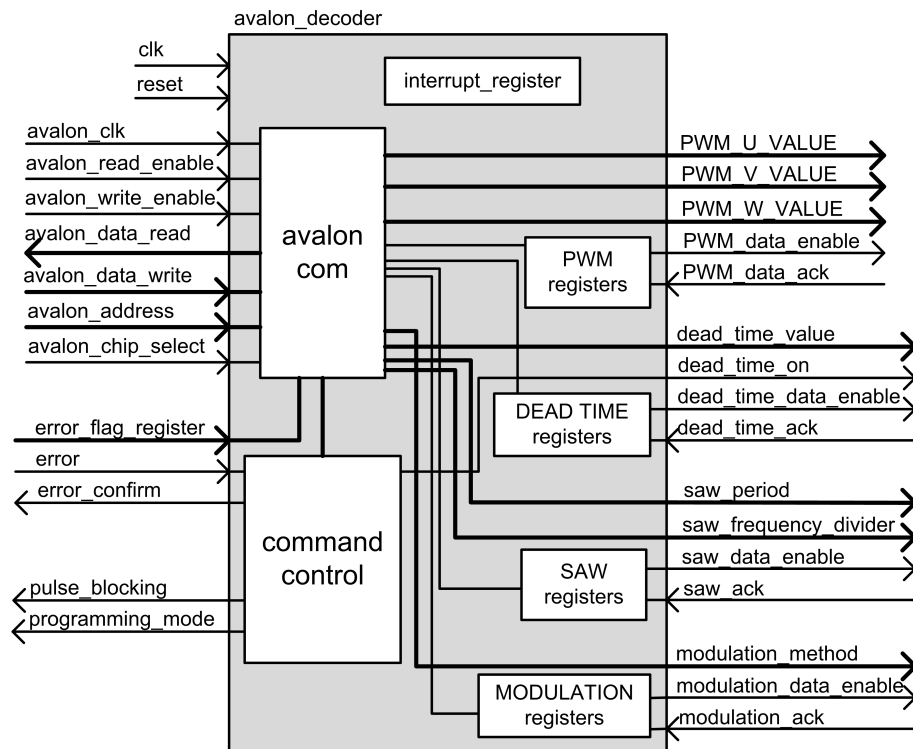 avalon_decoder
clk
reset
interrupt_register
avalon_clk
avalon_read_enable
avalon_write_enable
avalon_data_read
avalon_data_write
avalon_address
avalon_chip_select
avalon
com
PWM_U_VALUE
PWM_V_VALUE
PWM_W_VALUE
PWM_data_enable
PWM_data_ack
PWM
registers
dead_time_value
dead_time_on
dead_time_data_enable
dead_time_ack
DEAD TIME
registers
error_flag_register
error
error_confirm
pulse_blocking
programming_mode
command
control
saw_period
saw_frequency_divider
saw_data_enable
saw_ack
SAW
registers
modulation_method
modulation_data_enable
modulation_ack
MODULATION
registers